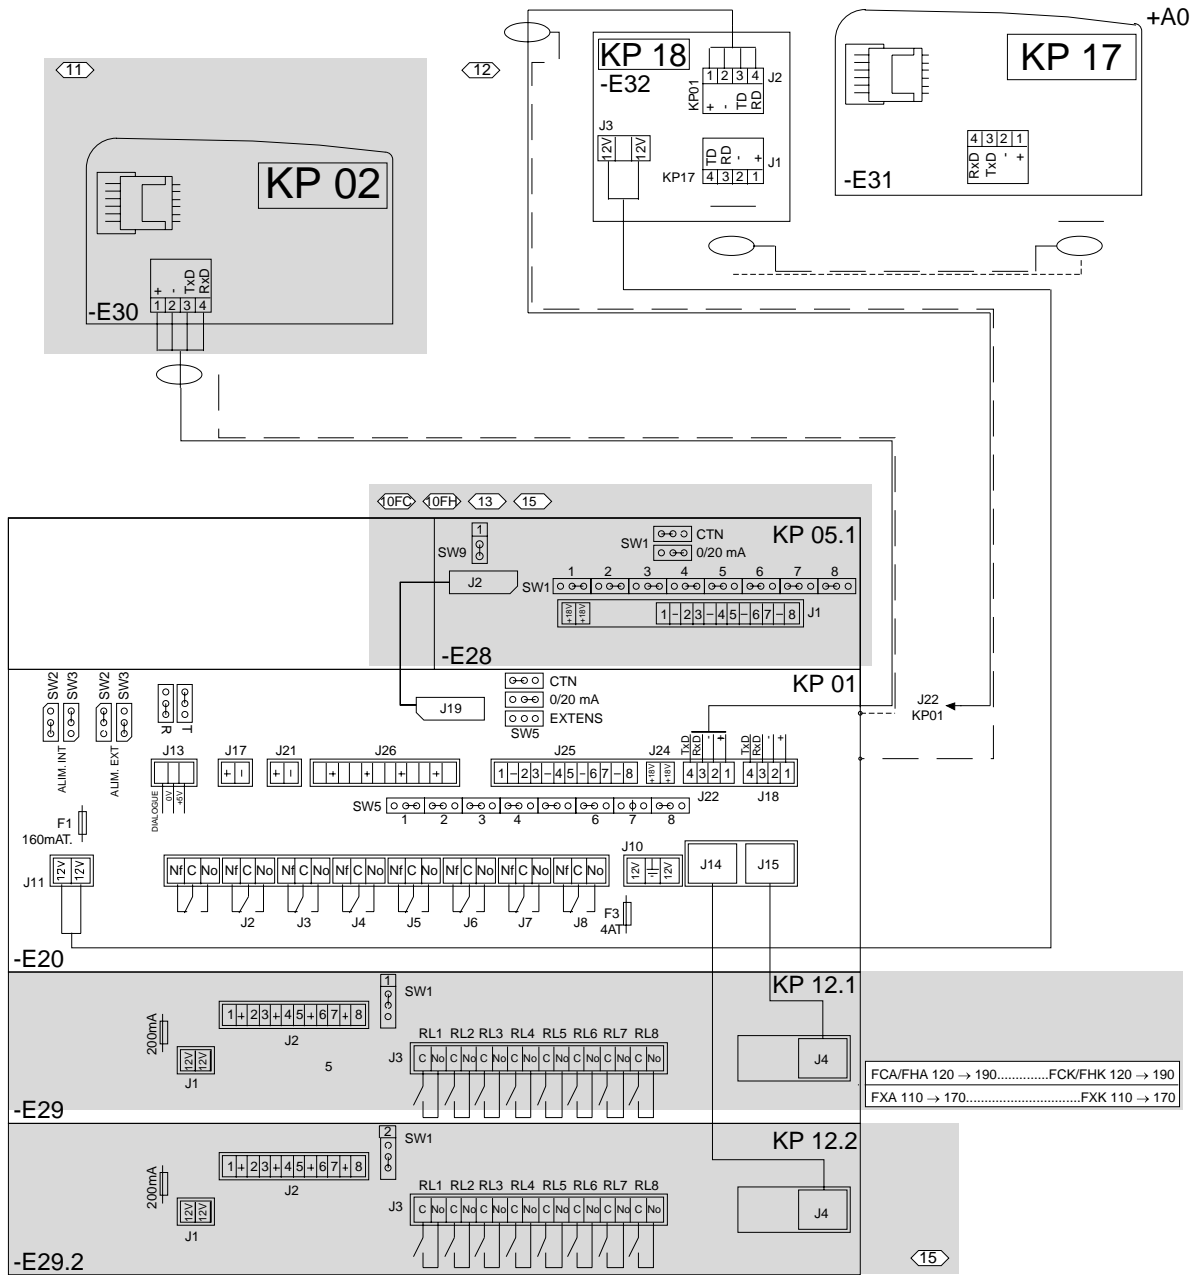 +A0
11
12
KP 18
-E32
KP01
1 2 3 4
J2
+ - TD RD
KP 17
J3
12V 12V
TD RD - +
J1
KP17
4 3 2 1
4 3 2 1
RxD TxD - +
-E31
KP 02
+ - TxD RxD
1 2 3 4
-E30
10FC 10FH 13 15
KP 05.1
1
SW9
SW1
CTN
0/20 mA
J2
SW1
1 2 3 4 5 6 7 8
+18V +18V
1 - 2 3 - 4 5 - 6 7 - 8
J1
-E28
KP 01
SW2 SW3 SW2 SW3
R T
ALIM. INT
ALIM. EXT
J19
CTN
0/20 mA
EXTENS
SW5
J22
KP01
J13
J17
J21
J26
J25
J24
TxD RxD - +
TxD RxD - +
+ -
+ -
+ + + +
1 - 2 3 - 4 5 - 6 7 - 8
+18V +18V
4 3 2 1
4 3 2 1
J22
J18
DIALOGUE
0V
+5V
SW5
1 2 3 4 6 7 8
F1
160mAT.
J11
12V 12V
Nf C No Nf C No Nf C No Nf C No Nf C No Nf C No Nf C No Nf C No
J2 J3 J4 J5 J6 J7 J8
J10
12V 12V
J14
J15
F3
4AT
-E20
KP 12.1
200mA
1 + 2 3 + 4 5 + 6 7 + 8
J2
1
SW1
12V 12V
J1
5
RL1 RL2 RL3 RL4 RL5 RL6 RL7 RL8
J3
C No C No C No C No C No C No C No C No
J4
FCA/FHA 120 → 190.............FCK/FHK 120 → 190
FXA 110 → 170..............................FXK 110 → 170
-E29
KP 12.2
200mA
1 + 2 3 + 4 5 + 6 7 + 8
J2
2
SW1
12V 12V
J1
RL1 RL2 RL3 RL4 RL5 RL6 RL7 RL8
J3
C No C No C No C No C No C No C No C No
J4
-E29.2
15